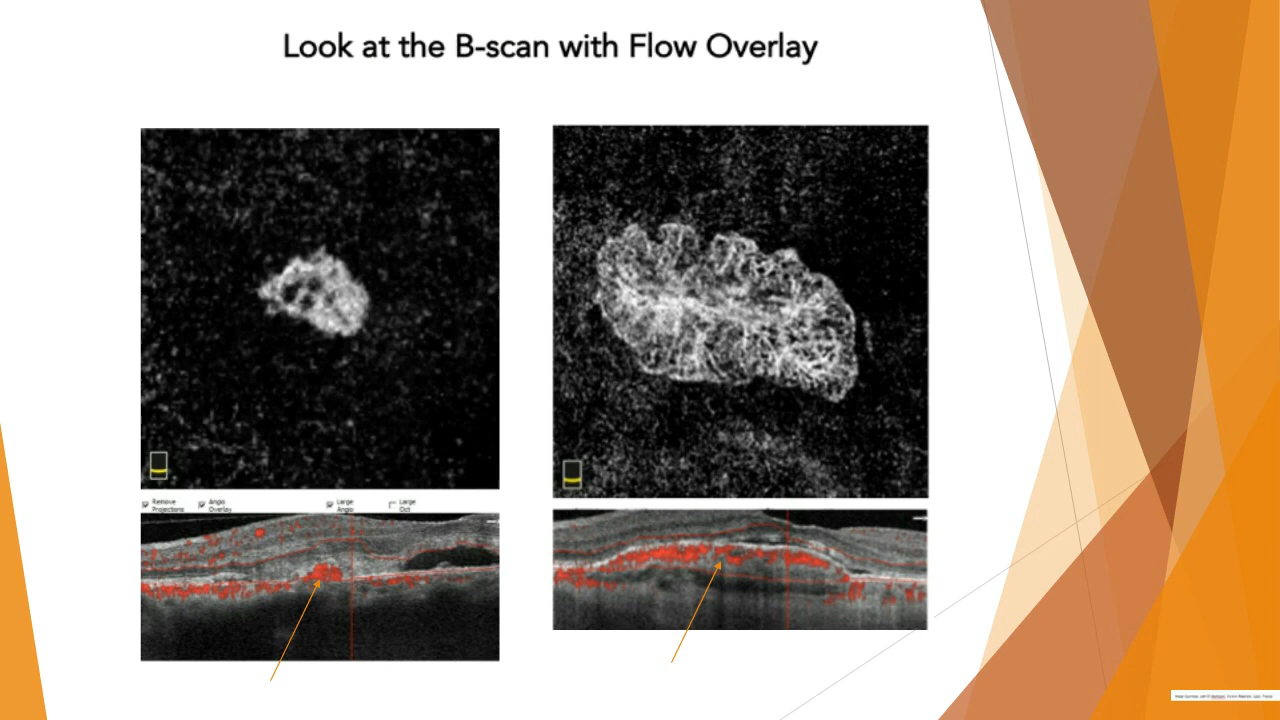 Look at the B-scan with Flow Overlay
Remove Angio Large Large
Projections Overlay Angio Oct